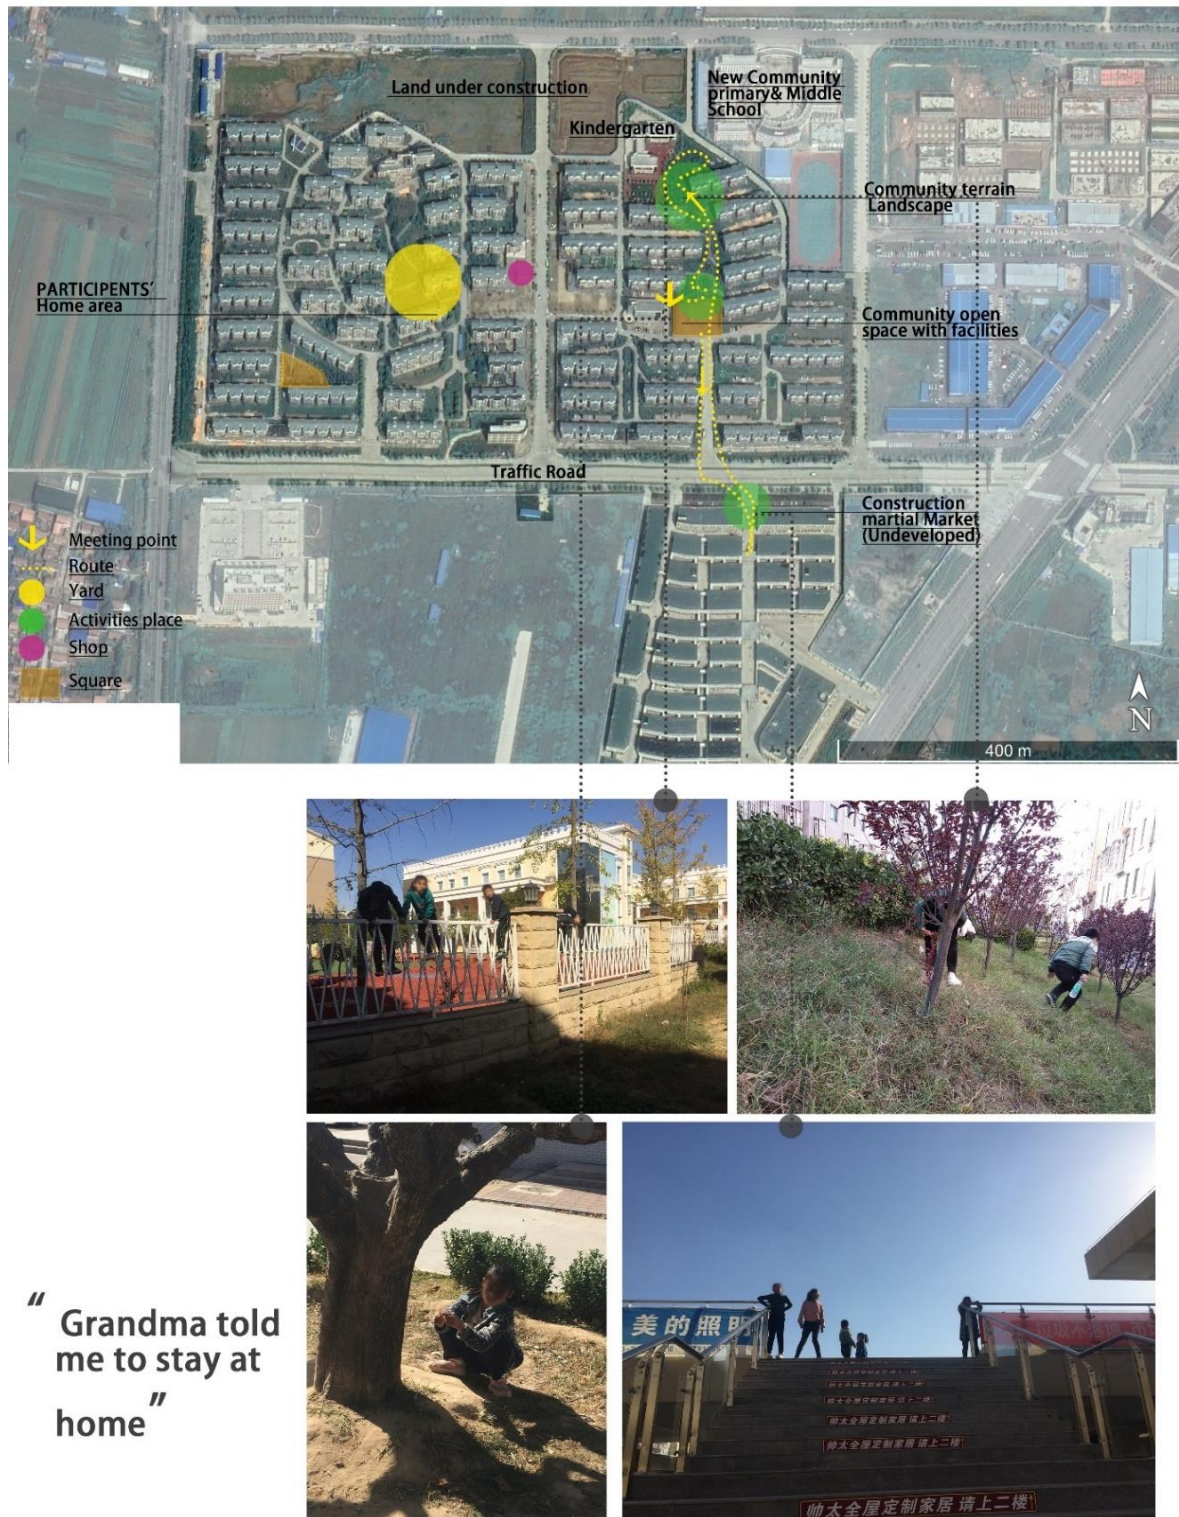 Land under construction
New Community
primary& Middle
School
Kindergarten
Community terrain
Landscape
PARTICIPENTS'
Home area
Community open
space with facilities
Traffic Road
Construction
martial Market
(Undeveloped)
Meeting point
Route
Yard
Activities place
Shop
Square
N
400 m
“ Grandma told
me to stay at
home”
美的照明
帅太全屋定制家居 请上二楼
帅太全屋定制家居 请上二楼
帅太全屋定制家居 请上二楼